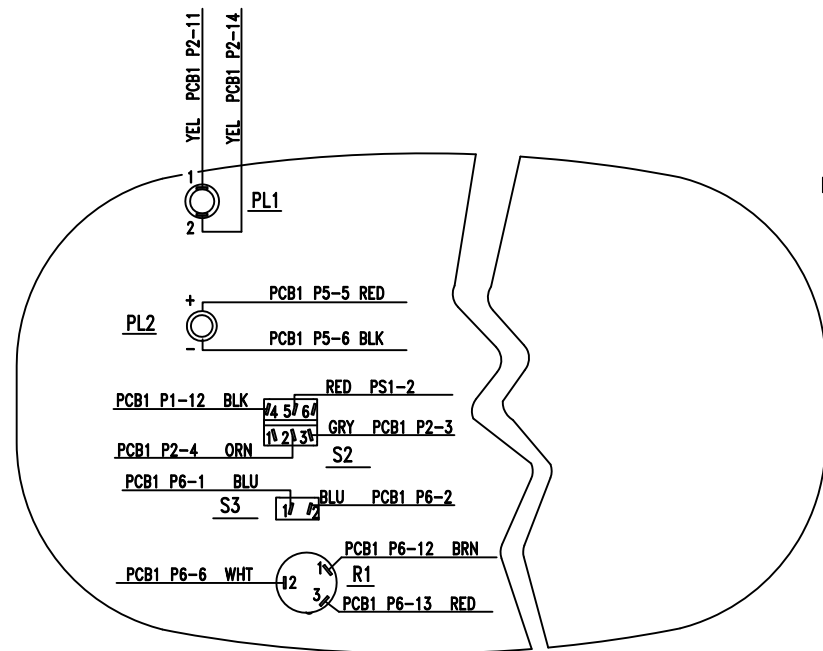 YEL PCB1 P2-11
YEL PCB1 P2-14
1
PL1
2
+
PCB1 P5-5 RED
PL2
-
PCB1 P5-6 BLK
RED PS1-2
PCB1 P1-12 BLK
4 5 6
1 2 3
GRY PCB1 P2-3
PCB1 P2-4 ORN
S2
PCB1 P6-1 BLU
S3
1 2
BLU PCB1 P6-2
PCB1 P6-12 BRN
1
R1
PCB1 P6-6 WHT
2
3
PCB1 P6-13 RED